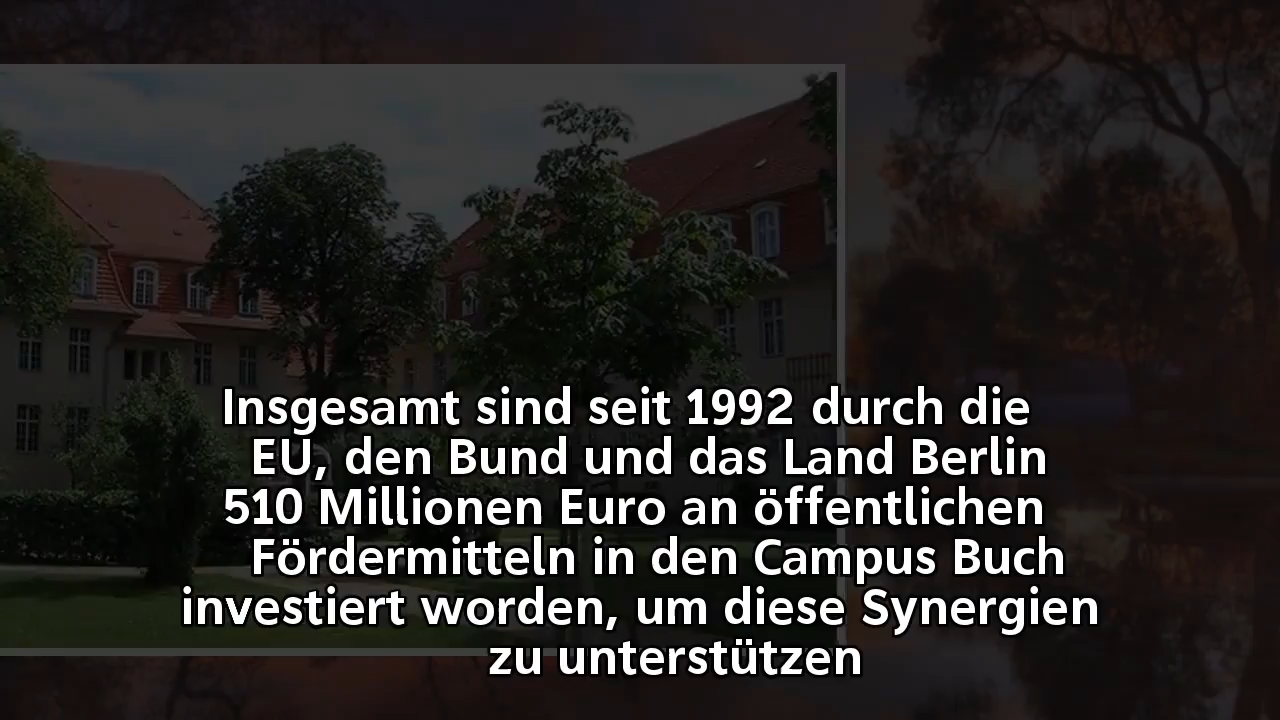 Insgesamt sind seit 1992 durch die
EU, den Bund und das Land Berlin
510 Millionen Euro an öffentlichen
Fördermitteln in den Campus Buch
investiert worden, um diese Synergien
zu unterstützen